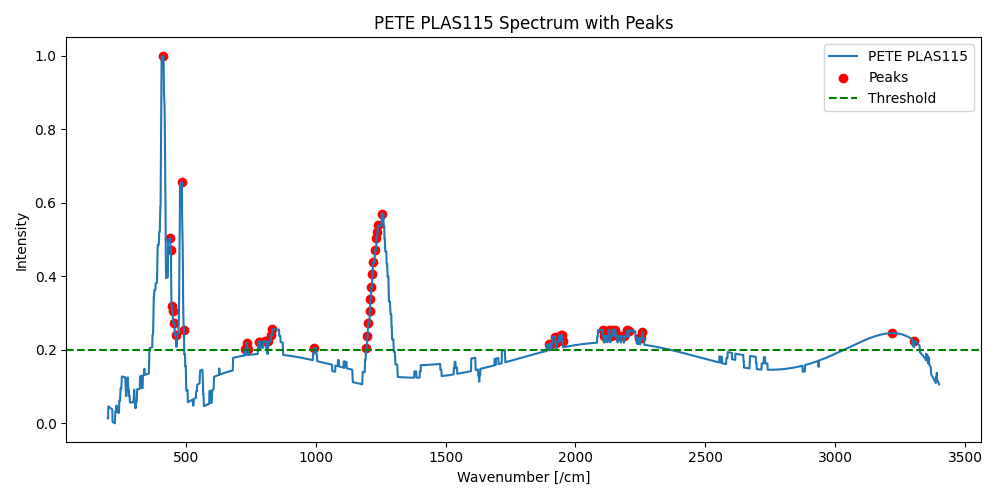 PETE PLAS115 Spectrum with Peaks
PETE PLAS115
Peaks
Threshold
Intensity
1.0
0.8
0.6
0.4
0.2
0.0
500 1000 1500 2000 2500 3000 3500
Wavenumber [/cm]